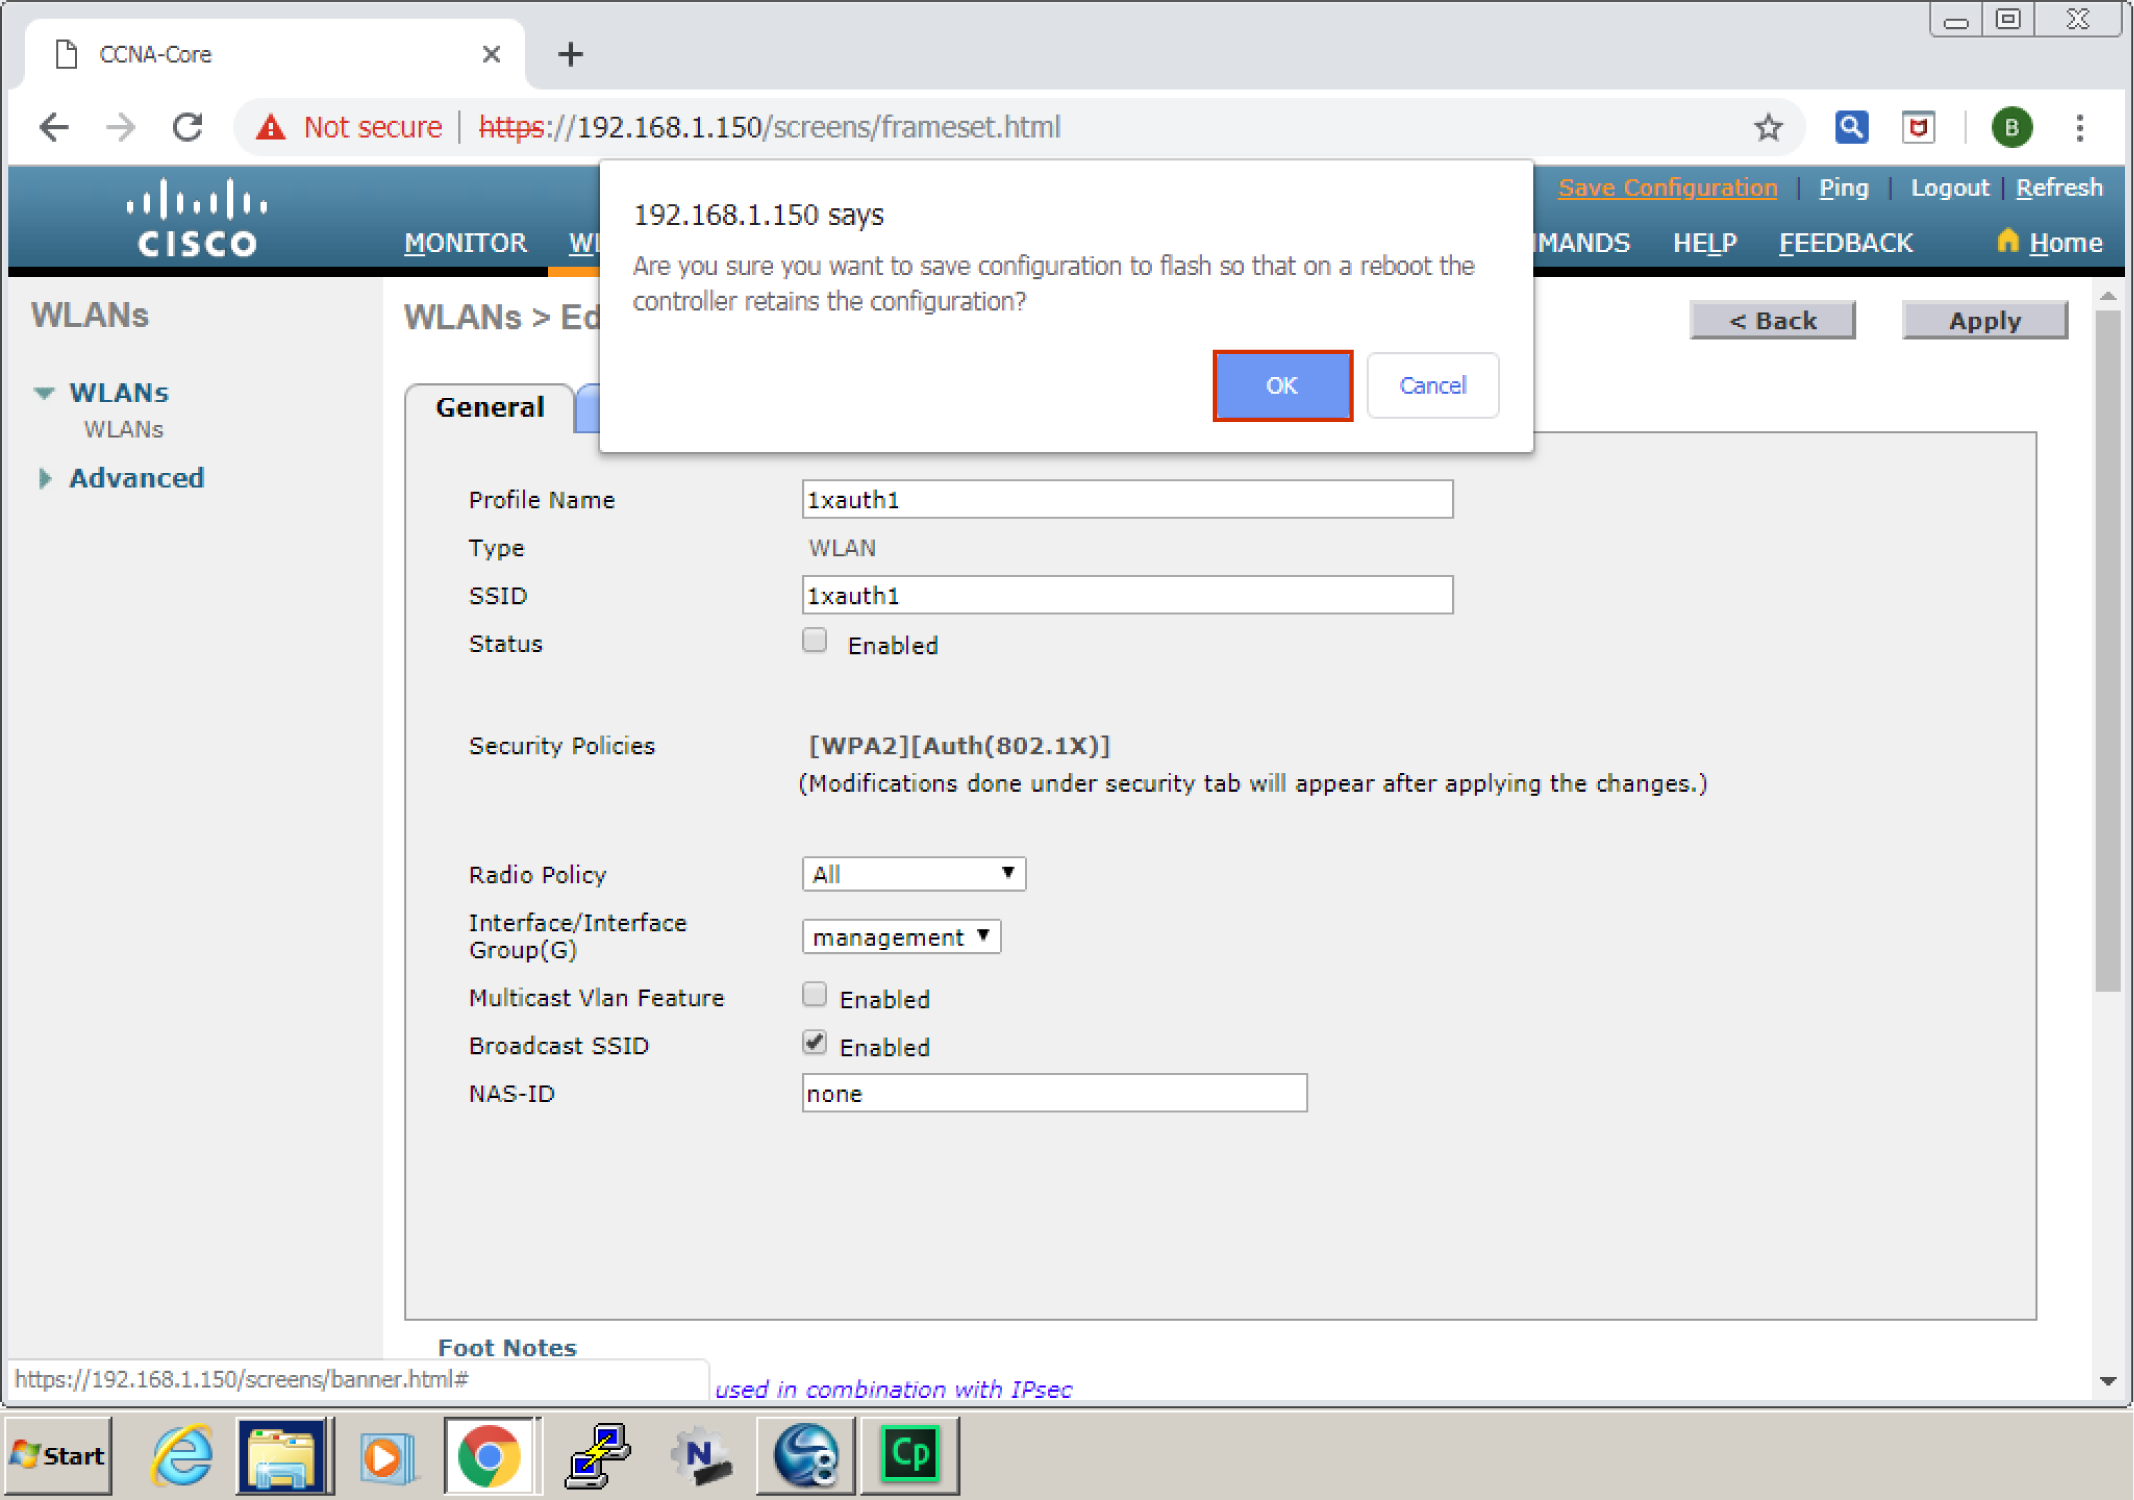 CCNA-Core
Not secure | https://192.168.1.150/screens/frameset.html
B
192.168.1.150 says
Are you sure you want to save configuration to flash so that on a reboot the
controller retains the configuration?
OK
Cancel
Save Configuration | Ping | Logout | Refresh
CISCO
MONITOR
WL
MMANDS HELP FEEDBACK Home
WLANs
WLANs
WLANs
Advanced
WLANs > Ed
< Back
Apply
General
Profile Name 1xauth1
Type WLAN
SSID 1xauth1
Status Enabled
Security Policies [WPA2][Auth(802.1X)]
(Modifications done under security tab will appear after applying the changes.)
Radio Policy All
Interface/Interface
Group(G) management
Multicast Vlan Feature Enabled
Broadcast SSID Enabled
NAS-ID none
Foot Notes
https://192.168.1.150/screens/banner.html#
used in combination with IPsec
Start
N
8
Cp